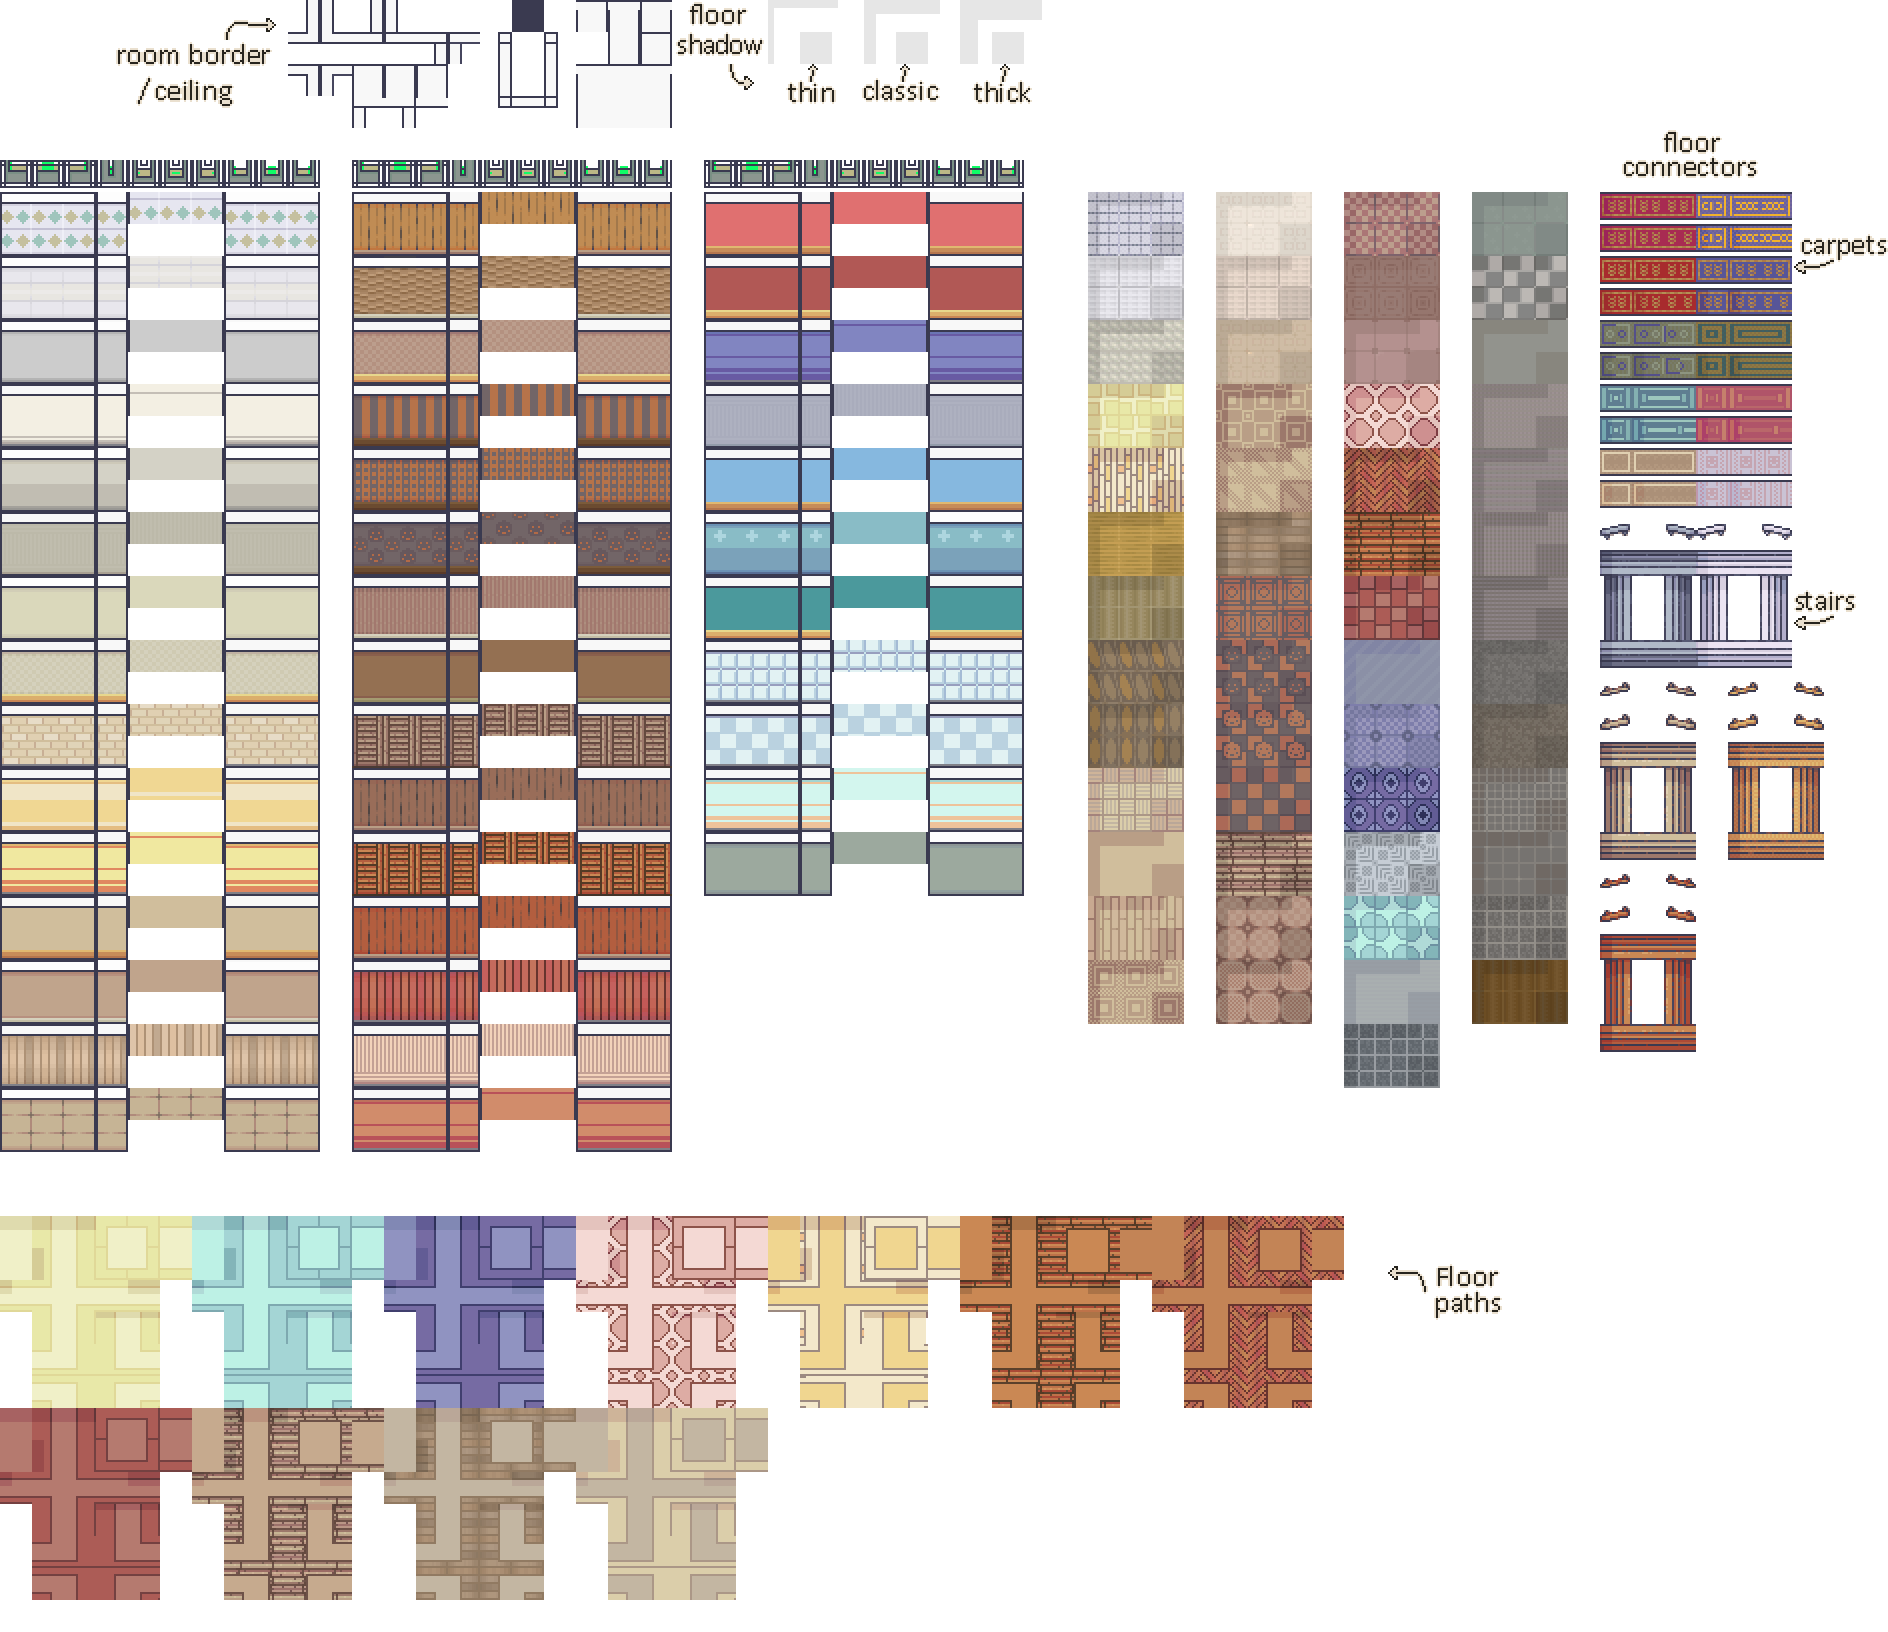 room border
/ceiling
floor
shadow
thin
classic
thick
floor
connectors
carpets
stairs
Floor
paths